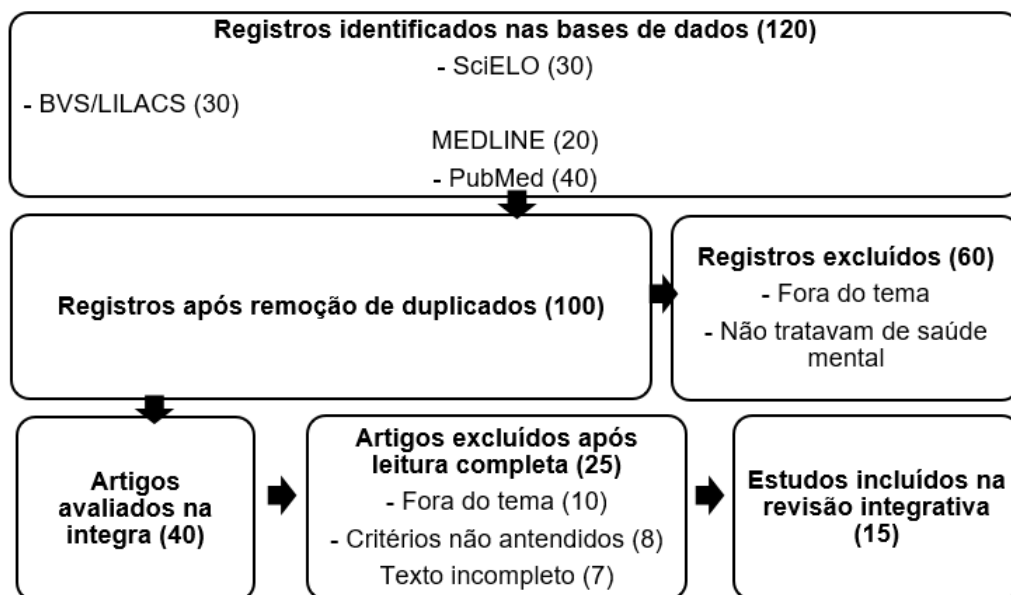 Registros identificados nas bases de dados (120)
- SciELO (30)
- BVS/LILACS (30)
MEDLINE (20)
- PubMed (40)
Registros após remoção de duplicados (100)
Registros excluídos (60)
- Fora do tema
- Não tratavam de saúde
mental
Artigos
avaliados na
integra (40)
Artigos excluídos após
leitura completa (25)
- Fora do tema (10)
- Critérios não antendidos (8)
Texto incompleto (7)
Estudos incluídos na
revisão integrativa
(15)